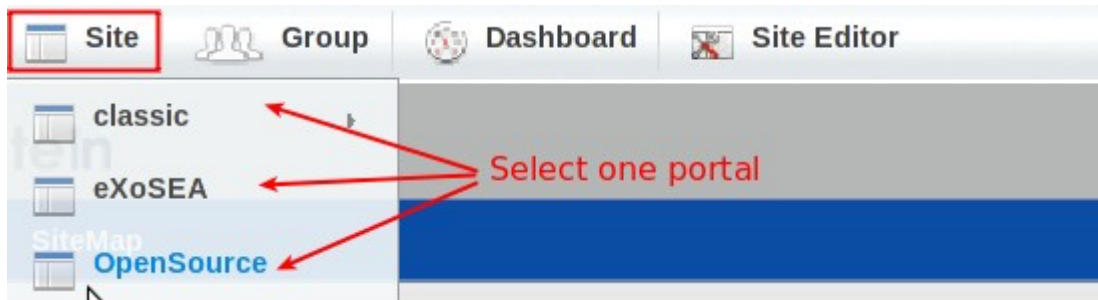 Site Group Dashboard Site Editor
classic
Select one portal
eXoSEA
SiteMap
OpenSource